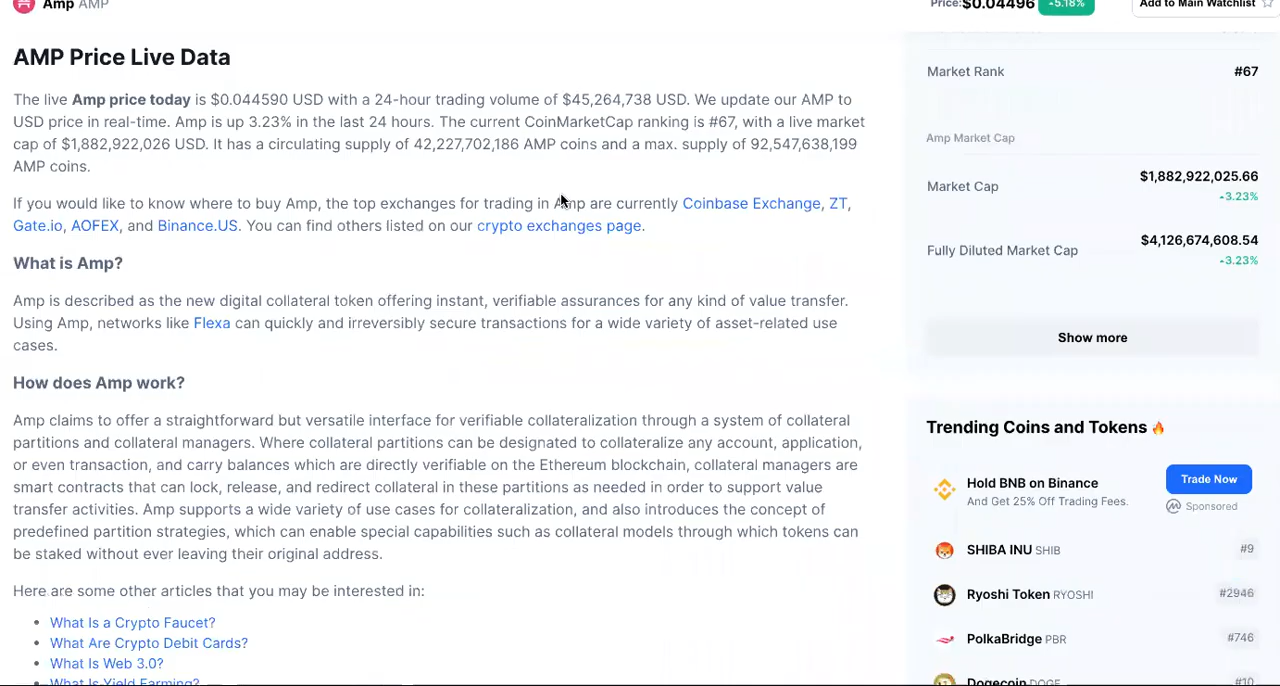 Amp AMP
Price:$0.04496
5.18%
Add to Main Watchlist
AMP Price Live Data
The live Amp price today is $0.044590 USD with a 24-hour trading volume of $45,264,738 USD. We update our AMP to
USD price in real-time. Amp is up 3.23% in the last 24 hours. The current CoinMarketCap ranking is #67, with a live market
cap of $1,882,922,026 USD. It has a circulating supply of 42,227,702,186 AMP coins and a max. supply of 92,547,638,199
AMP coins.
If you would like to know where to buy Amp, the top exchanges for trading in Amp are currently Coinbase Exchange, ZT,
Gate.io, AOFEX, and Binance.US. You can find others listed on our crypto exchanges page.
What is Amp?
Amp is described as the new digital collateral token offering instant, verifiable assurances for any kind of value transfer.
Using Amp, networks like Flexa can quickly and irreversibly secure transactions for a wide variety of asset-related use
cases.
How does Amp work?
Amp claims to offer a straightforward but versatile interface for verifiable collateralization through a system of collateral
partitions and collateral managers. Where collateral partitions can be designated to collateralize any account, application,
or even transaction, and carry balances which are directly verifiable on the Ethereum blockchain, collateral managers are
smart contracts that can lock, release, and redirect collateral in these partitions as needed in order to support value
transfer activities. Amp supports a wide variety of use cases for collateralization, and also introduces the concept of
predefined partition strategies, which can enable special capabilities such as collateral models through which tokens can
be staked without ever leaving their original address.
Here are some other articles that you may be interested in:
• What Is a Crypto Faucet?
• What Are Crypto Debit Cards?
• What Is Web 3.0?
• What Is Yield Farming?
Market Rank #67
Amp Market Cap
Market Cap $1,882,922,025.66
3.23%
Fully Diluted Market Cap $4,126,674,608.54
3.23%
Show more
Trending Coins and Tokens 🔥
Hold BNB on Binance
And Get 25% Off Trading Fees.
Trade Now
Sponsored
SHIBA INU SHIB #9
Ryoshi Token RYOSHI #2946
PolkaBridge PBR #746
Dogecoin DOGE #10